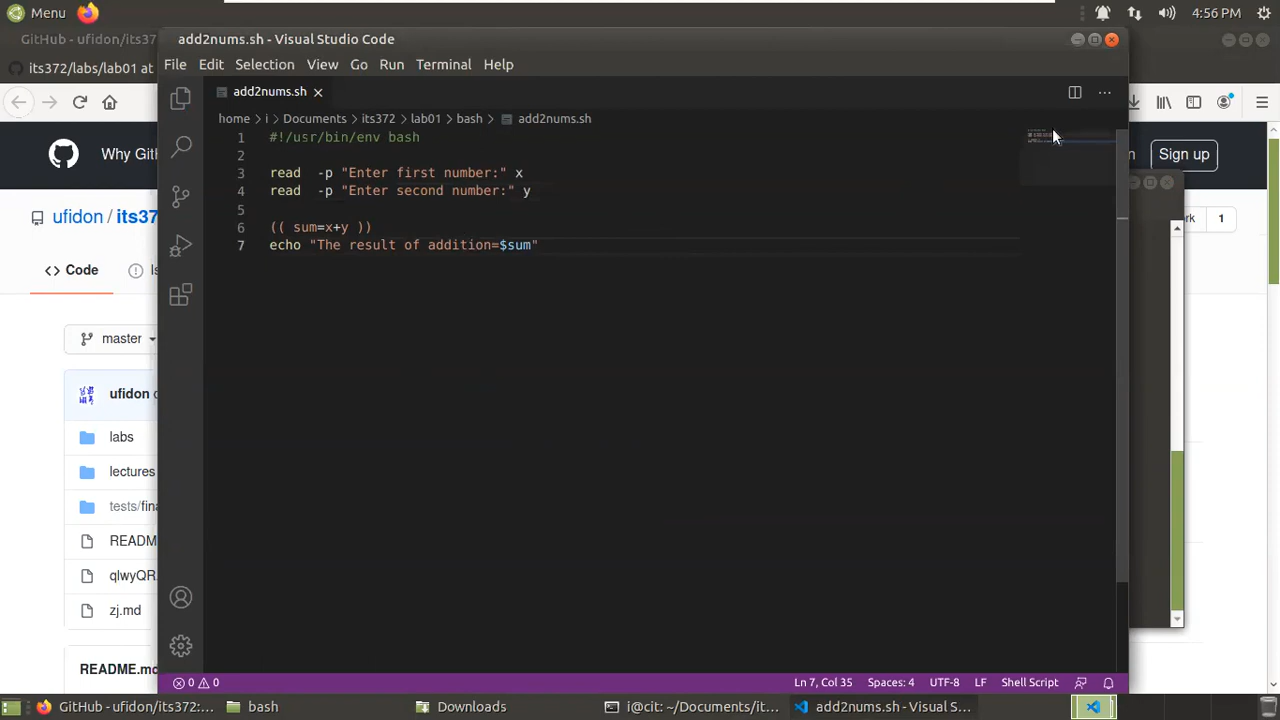 Menu
4:56 PM
GitHub - ufidon/its37
add2nums.sh - Visual Studio Code
its372/labs/lab01 at
File Edit Selection View Go Run Terminal Help
add2nums.sh
home > i > Documents > its372 > lab01 > bash > add2nums.sh
Why Git
Sign up
ufidon/its37
1
Code
master
ufidon
labs
lectures
tests/fina
README
qlwyQR.
zj.md
README.md
1 #!/usr/bin/env bash
2
3 read  -p "Enter first number:" x
4 read  -p "Enter second number:" y
5
6 (( sum=x+y ))
7 echo "The result of addition=$sum"
0 0
Ln 7, Col 35 Spaces: 4 UTF-8 LF Shell Script
GitHub - ufidon/its372:...
bash
Downloads
i@cit: ~/Documents/it...
add2nums.sh - Visual S...